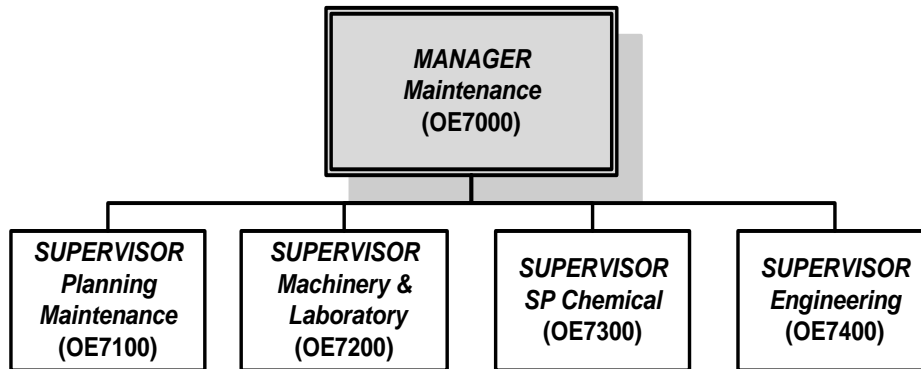 MANAGER
Maintenance
(OE7000)
SUPERVISOR
Planning
Maintenance
(OE7100)
SUPERVISOR
Machinery &
Laboratory
(OE7200)
SUPERVISOR
SP Chemical
(OE7300)
SUPERVISOR
Engineering
(OE7400)